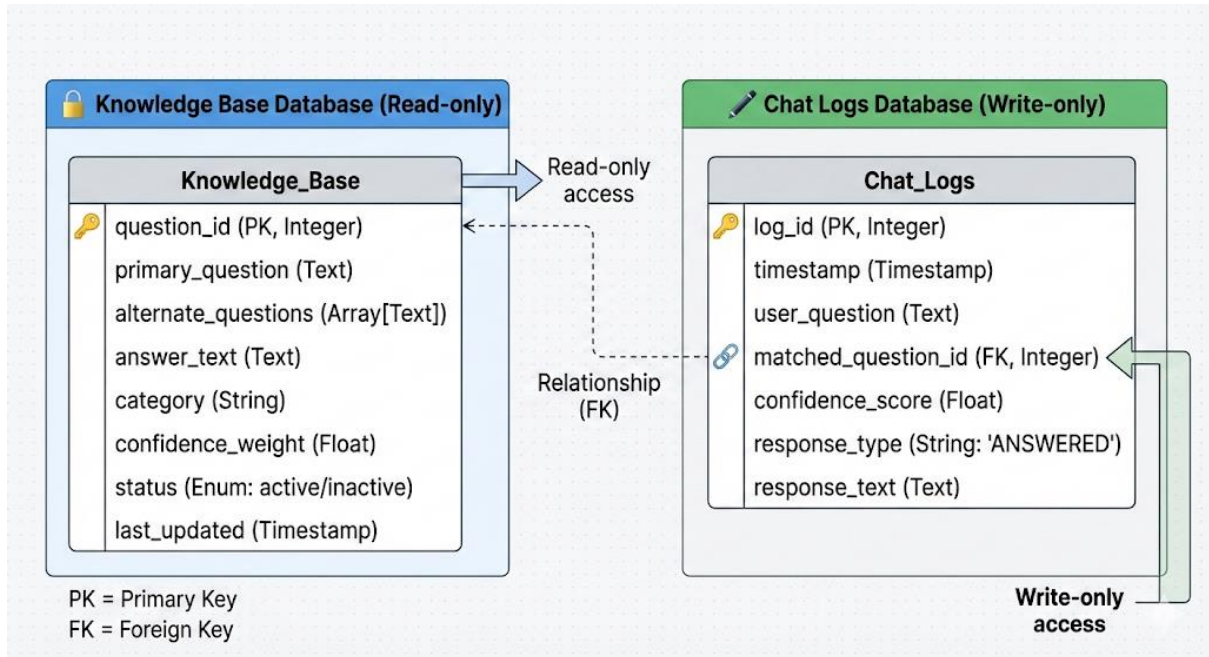 Knowledge Base Database (Read-only)
Knowledge_Base
question_id (PK, Integer)
primary_question (Text)
alternate_questions (Array[Text])
answer_text (Text)
category (String)
confidence_weight (Float)
status (Enum: active/inactive)
last_updated (Timestamp)
PK = Primary Key
FK = Foreign Key
Read-only
access
Relationship
(FK)
Chat Logs Database (Write-only)
Chat_Logs
log_id (PK, Integer)
timestamp (Timestamp)
user_question (Text)
matched_question_id (FK, Integer)
confidence_score (Float)
response_type (String: 'ANSWERED')
response_text (Text)
Write-only
access